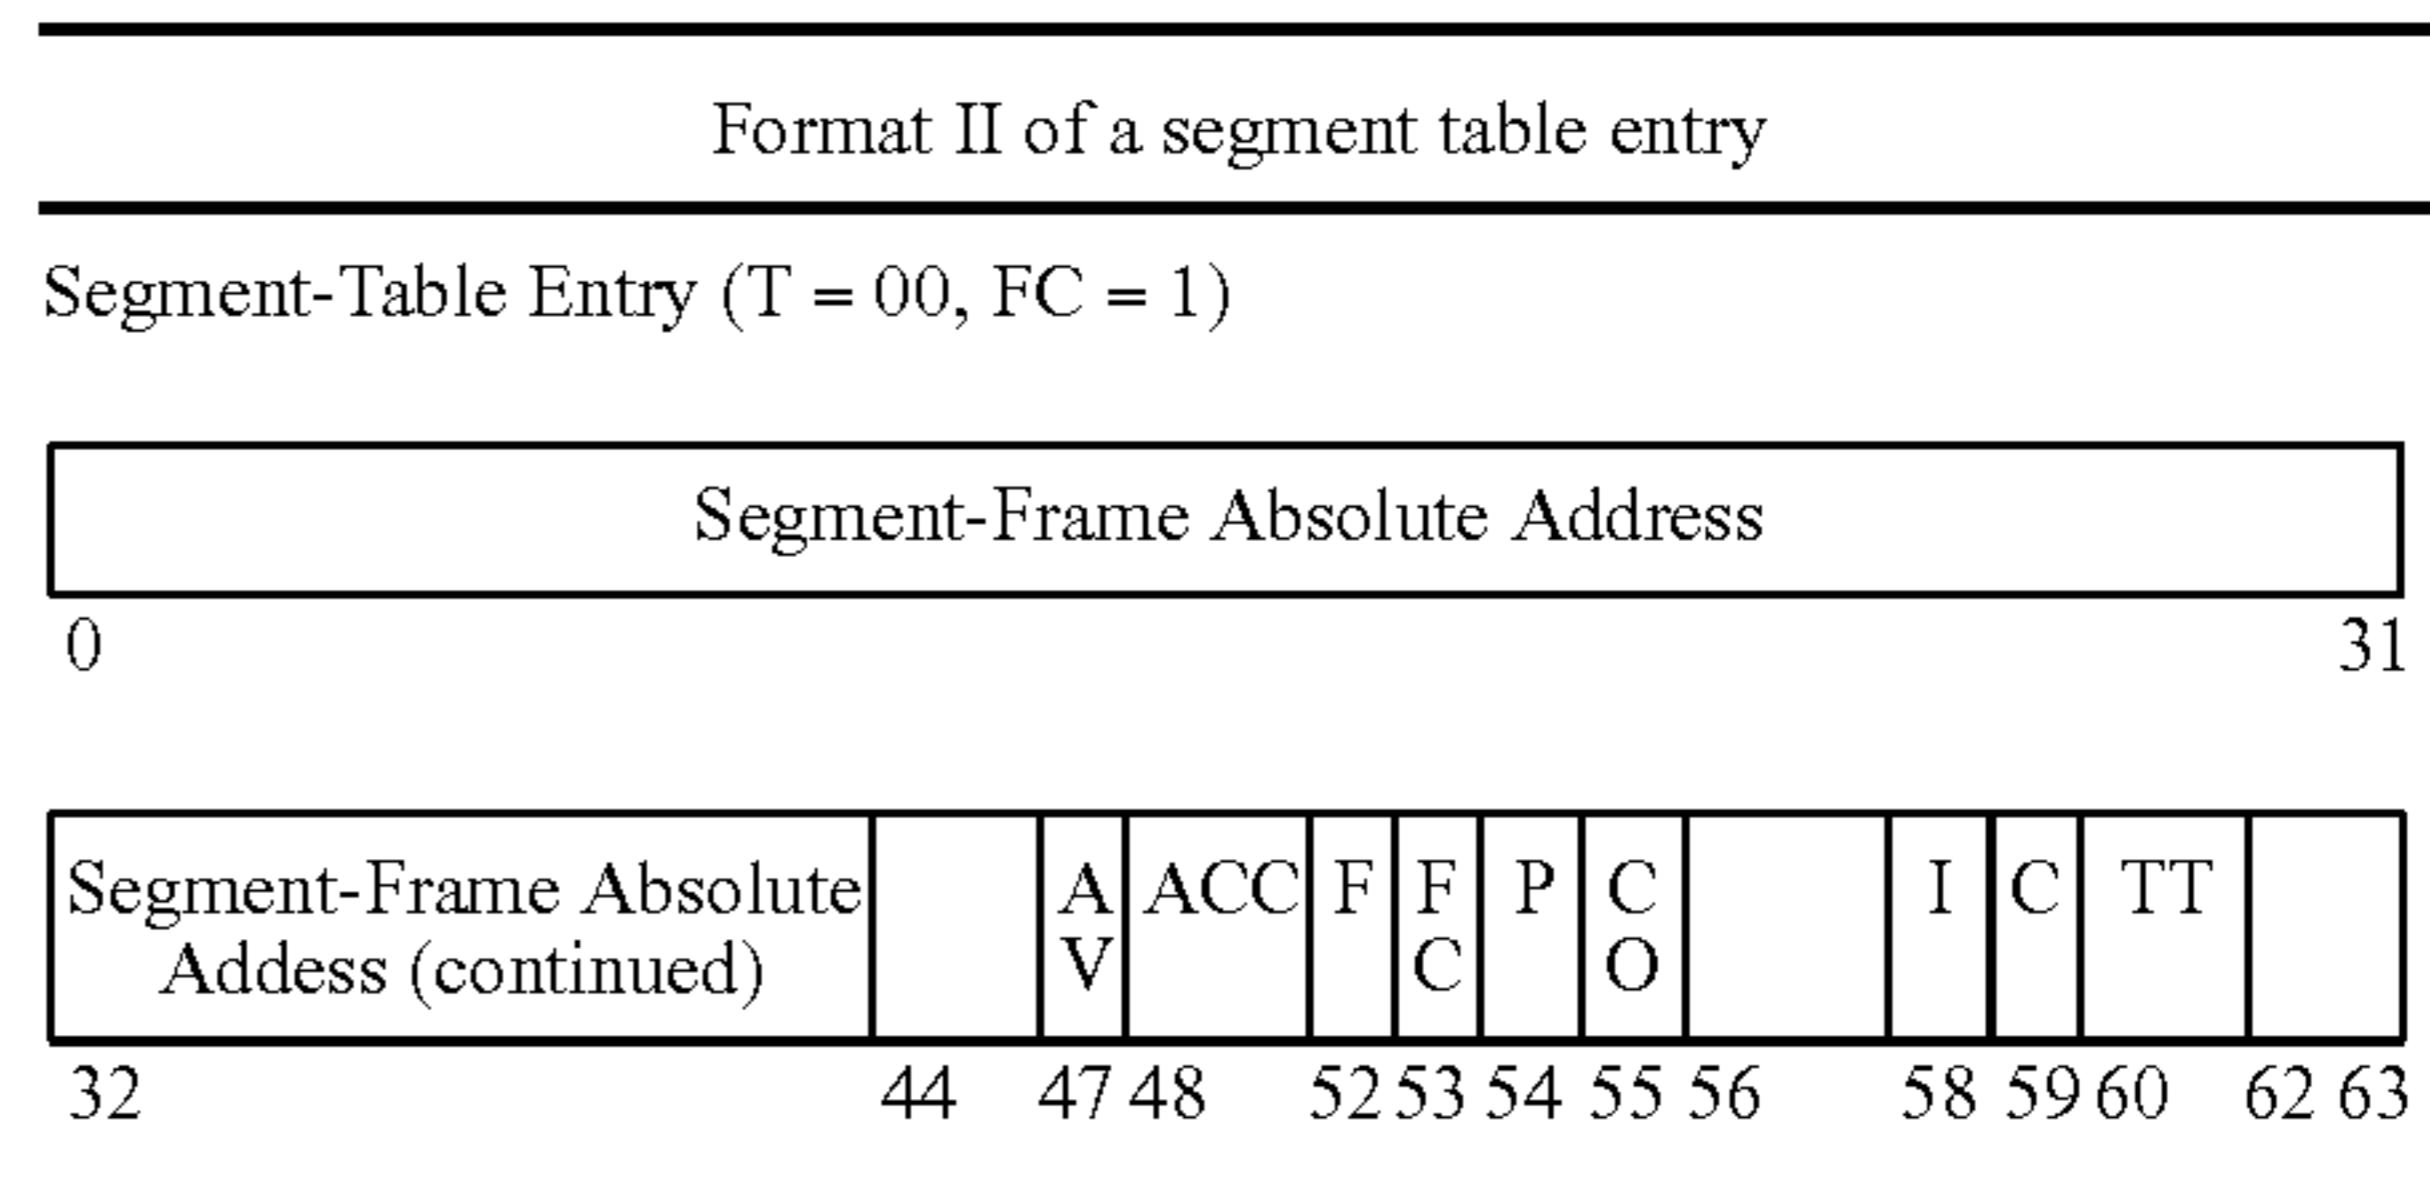 Format II of a segment table entry
Segment-Table Entry (T = 00, FC = 1)
Segment-Frame Absolute Address
0 31
Segment-Frame Absolute
Addess (continued)
A
V
ACC
F
F
C
P
C
O
I
C
TT
32 44 47 48 52 53 54 55 56 58 59 60 62 63